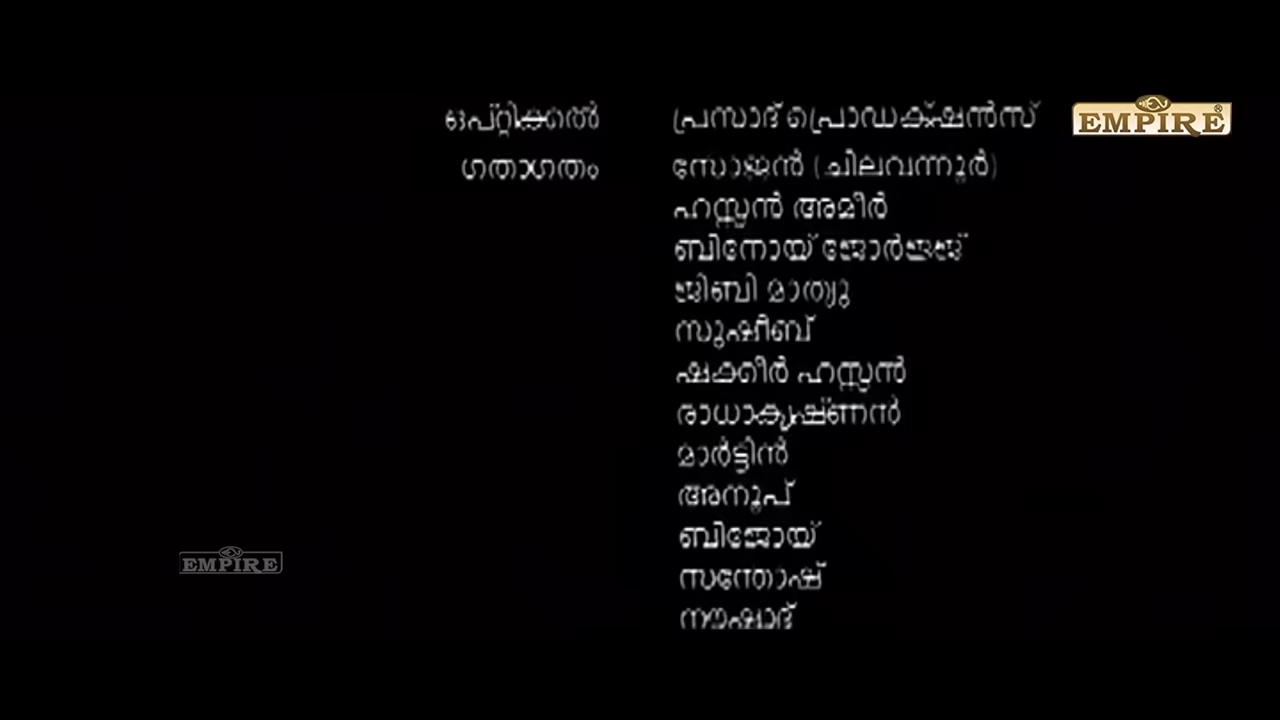 ഒപ്റ്റിക്കൽ പ്രസാദ് പ്രൊഡക്ഷൻസ്
EMPIRE
ഗതാഗതം സോജൻ (ചിലവന്നൂർ)
ഹസ്സൻ അമീർ
ബിനോയ് ജോർജ്ജ്
ജിബി മാത്യു
സുഷീബ്
ഷക്കീർ ഹസ്സൻ
രാധാകൃഷ്ണൻ
മാർട്ടിൻ
അനൂപ്
ബിജോയ്
EMPIRE
സന്തോഷ്
നൗഷാദ്